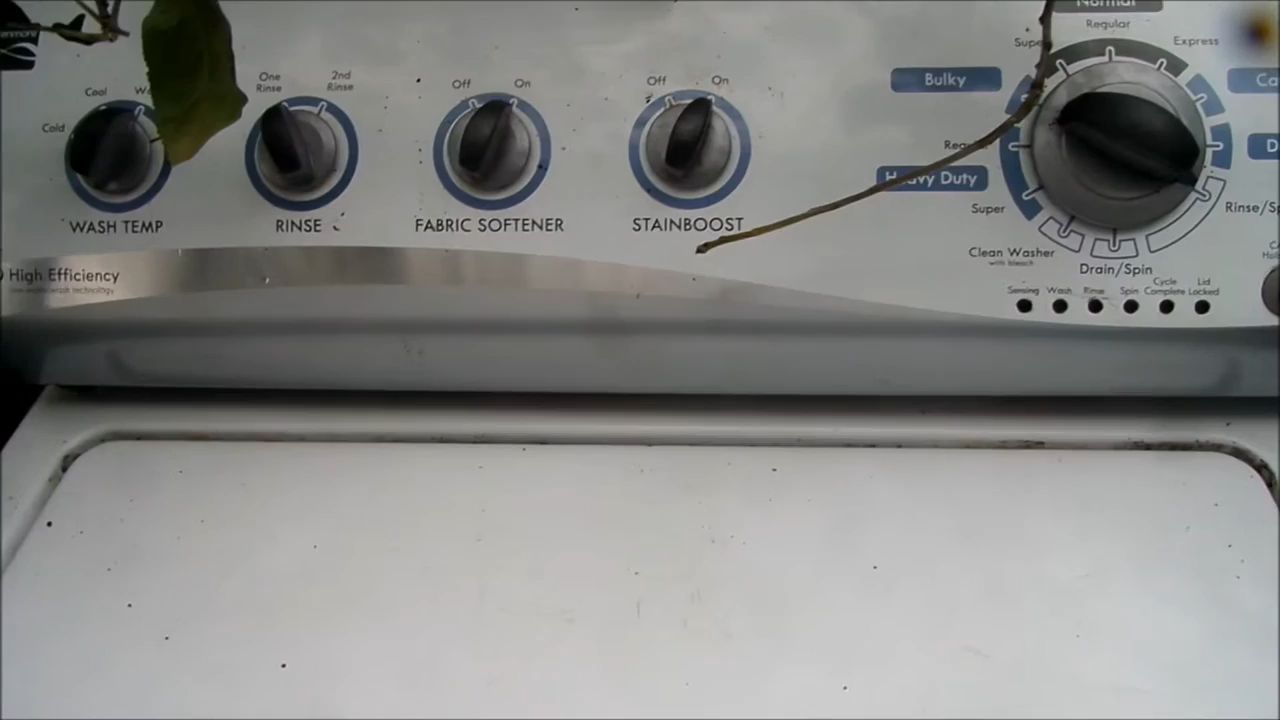 Normal
Regular
Super
Express
Bulky
Heavy Duty
Super
Clean Washer
with bleach
Drain/Spin
Sensing Wash Rinse Spin Cycle Complete Lid Locked
Cold
Cool
WASH TEMP
One Rinse
2nd Rinse
RINSE
Off
On
FABRIC SOFTENER
Off
On
STAINBOOST
High Efficiency